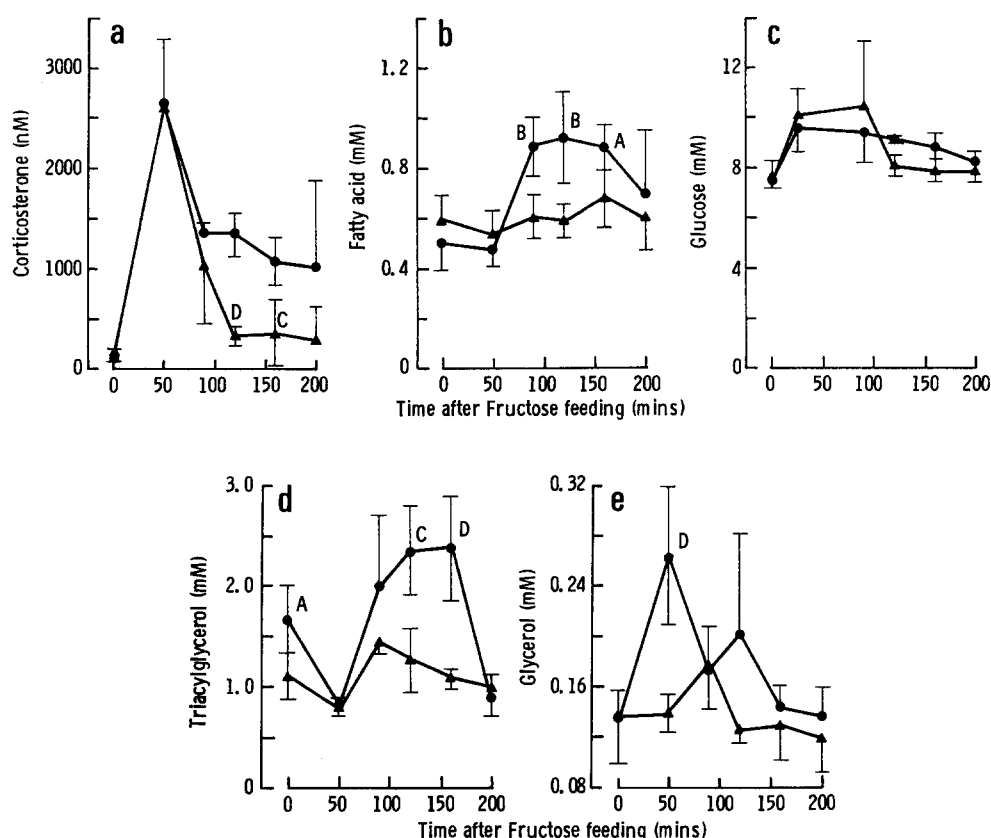 a
Corticosterone (nM)
3000
2000
1000
0
D
C
0 50 100 150 200
b
Fatty acid (mM)
1.2
0.8
0.4
0
B
B
A
0 50 100 150 200
c
Glucose (mM)
12
8
4
0
0 50 100 150 200
Time after Fructose feeding (mins)
d
Triacylglycerol (mM)
3.0
2.0
1.0
0
A
C
D
0 50 100 150 200
e
Glycerol (mM)
0.32
0.24
0.16
0.08
D
0 50 100 150 200
Time after Fructose feeding (mins)